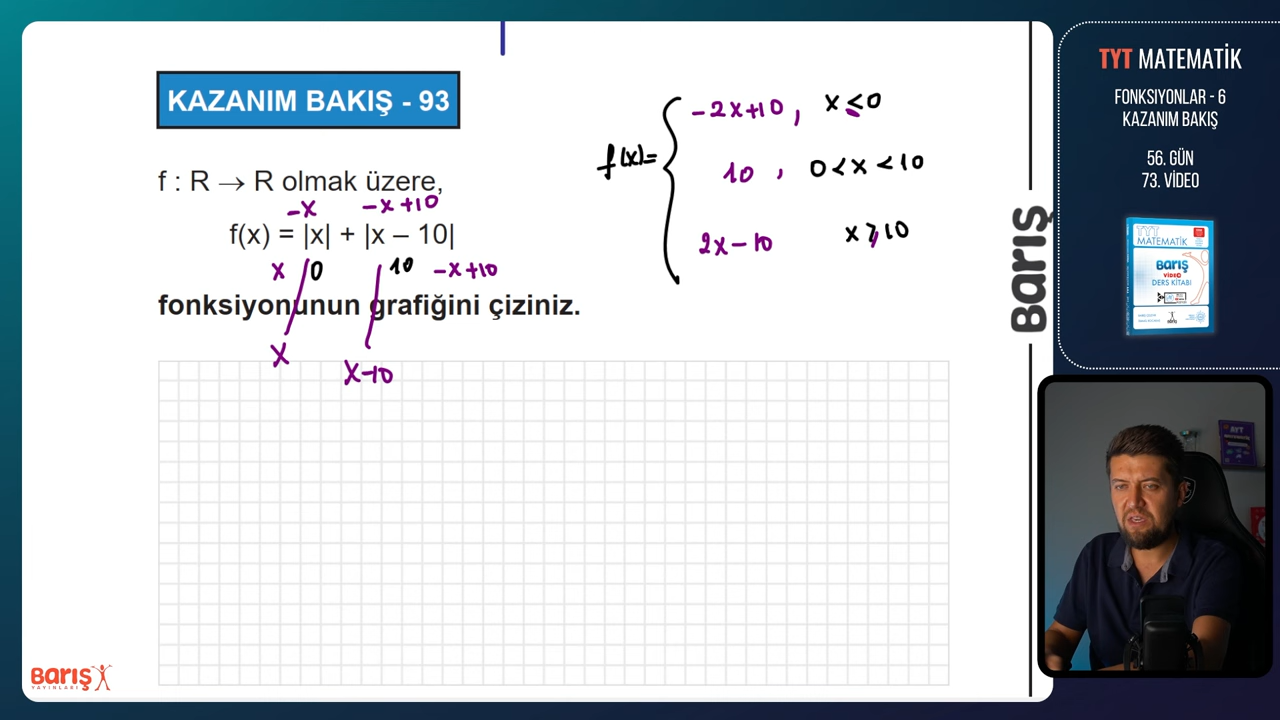 KAZANIM BAKIŞ - 93
f : R → R olmak üzere,
-x -x+10
f(x) = |x| + |x – 10|
x 0 10 -x+10
fonksiyonunun grafiğini çiziniz.
x x-10
f(x)=
-2x+10, x≤0
10, 0<x<10
2x-10 x≥10
BARIŞ
TYT MATEMATİK
FONKSIYONLAR - 6
KAZANIM BAKIŞ
56. GÜN
73. VİDEO
TYT
MATEMATİK
BARIŞ
VİDEO
DERS KİTABI
BARIŞ
YAYINLARI